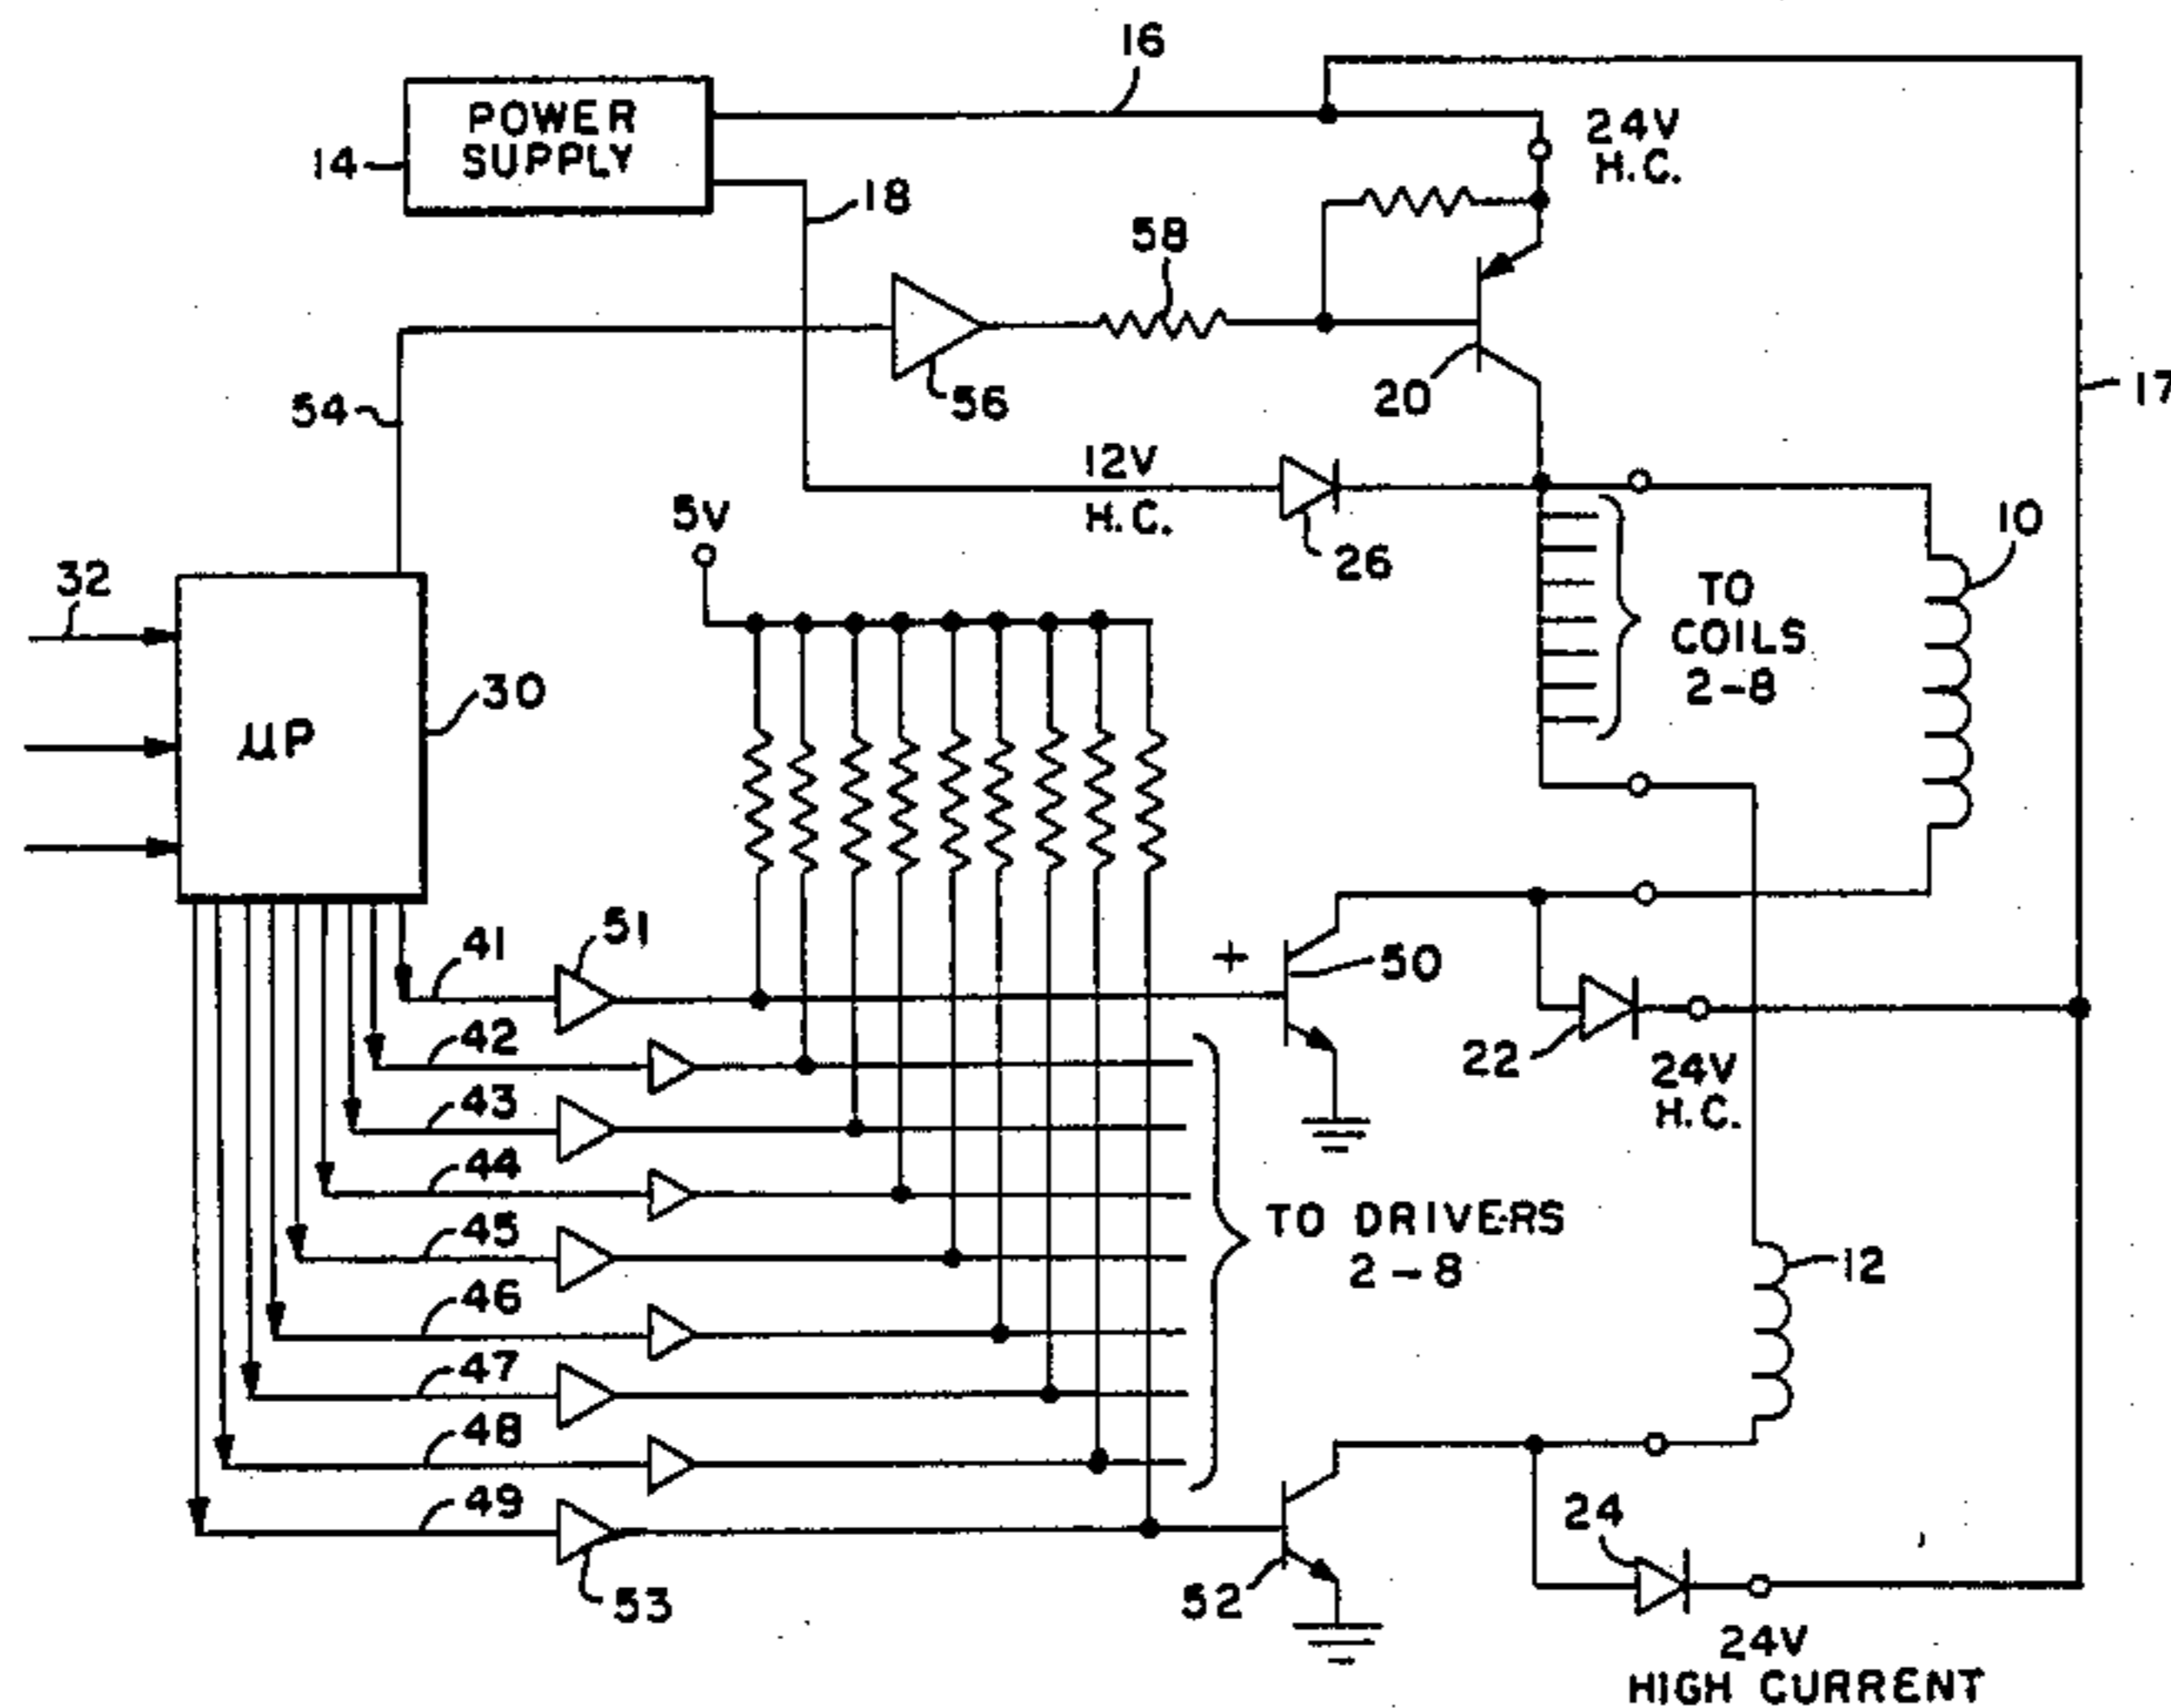 16
POWER
SUPPLY
14
24V
H.C.
18
58
56
20
17
54
12V
H.C.
26
5V
10
32
TO
COILS
2-8
30
µP
41
51
+
50
42
22
24V
H.C.
43
44
45
TO DRIVERS
2-8
12
46
47
48
49
53
52
24
24V
HIGH CURRENT